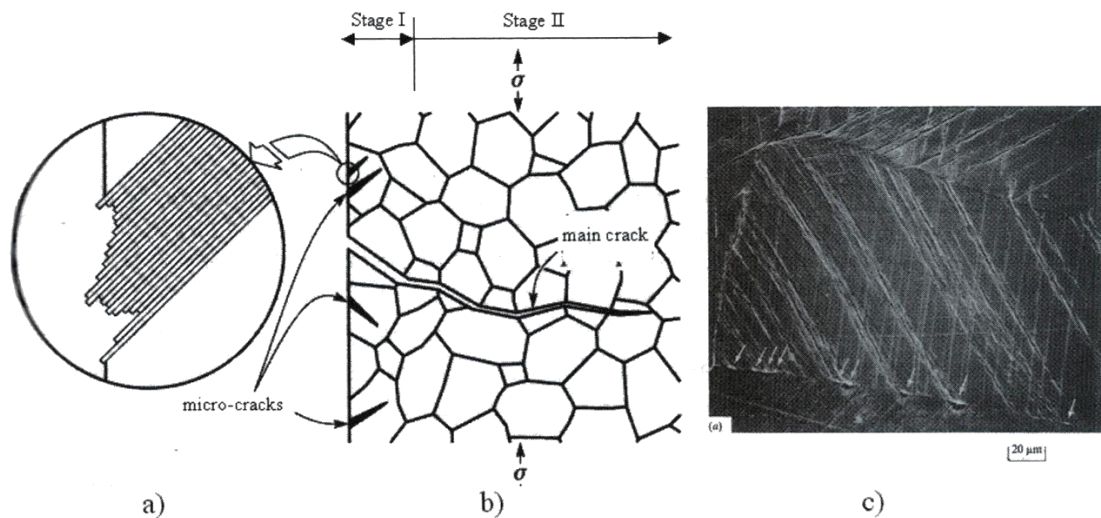 Stage I
Stage II
σ
main crack
micro-cracks
σ
(a)
20 μm
a)
b)
c)